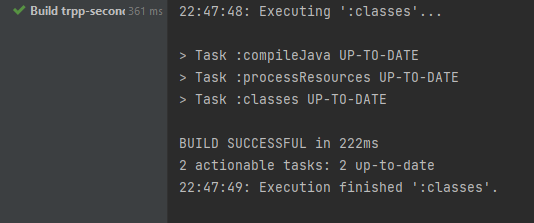 Build trpp-second 361 ms
22:47:48: Executing ':classes'...
> Task :compileJava UP-TO-DATE
> Task :processResources UP-TO-DATE
> Task :classes UP-TO-DATE
BUILD SUCCESSFUL in 222ms
2 actionable tasks: 2 up-to-date
22:47:49: Execution finished ':classes'.